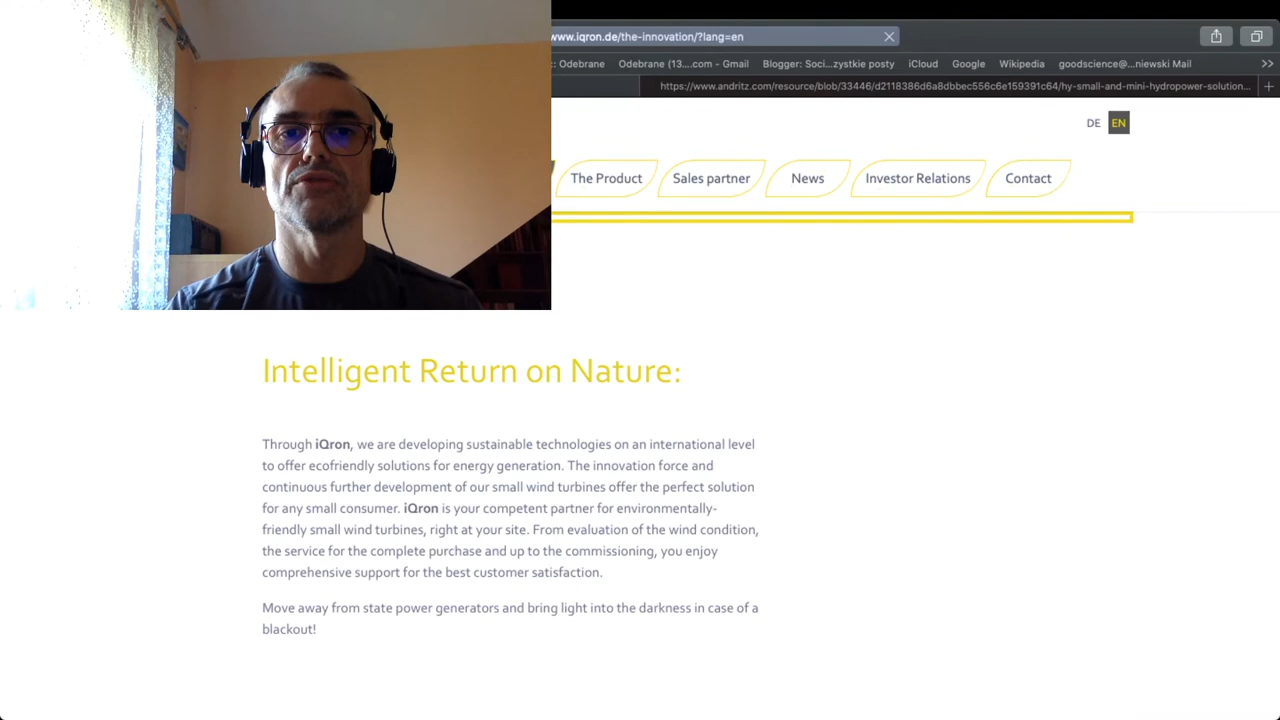 www.iqron.de/the-innovation/?lang=en
:: Odebrane Odebrane (13....com - Gmail Blogger: Soci...zystkie posty iCloud Google Wikipedia goodscience@...niewski Mail >>
https://www.andritz.com/resource/blob/33446/d2118386d6a8dbbec556c6e159391c64/hy-small-and-mini-hydropower-solution...
DE EN
The Product Sales partner News Investor Relations Contact
Intelligent Return on Nature:
Through iQron, we are developing sustainable technologies on an international level
to offer ecofriendly solutions for energy generation. The innovation force and
continuous further development of our small wind turbines offer the perfect solution
for any small consumer. iQron is your competent partner for environmentally-
friendly small wind turbines, right at your site. From evaluation of the wind condition,
the service for the complete purchase and up to the commissioning, you enjoy
comprehensive support for the best customer satisfaction.
Move away from state power generators and bring light into the darkness in case of a
blackout!